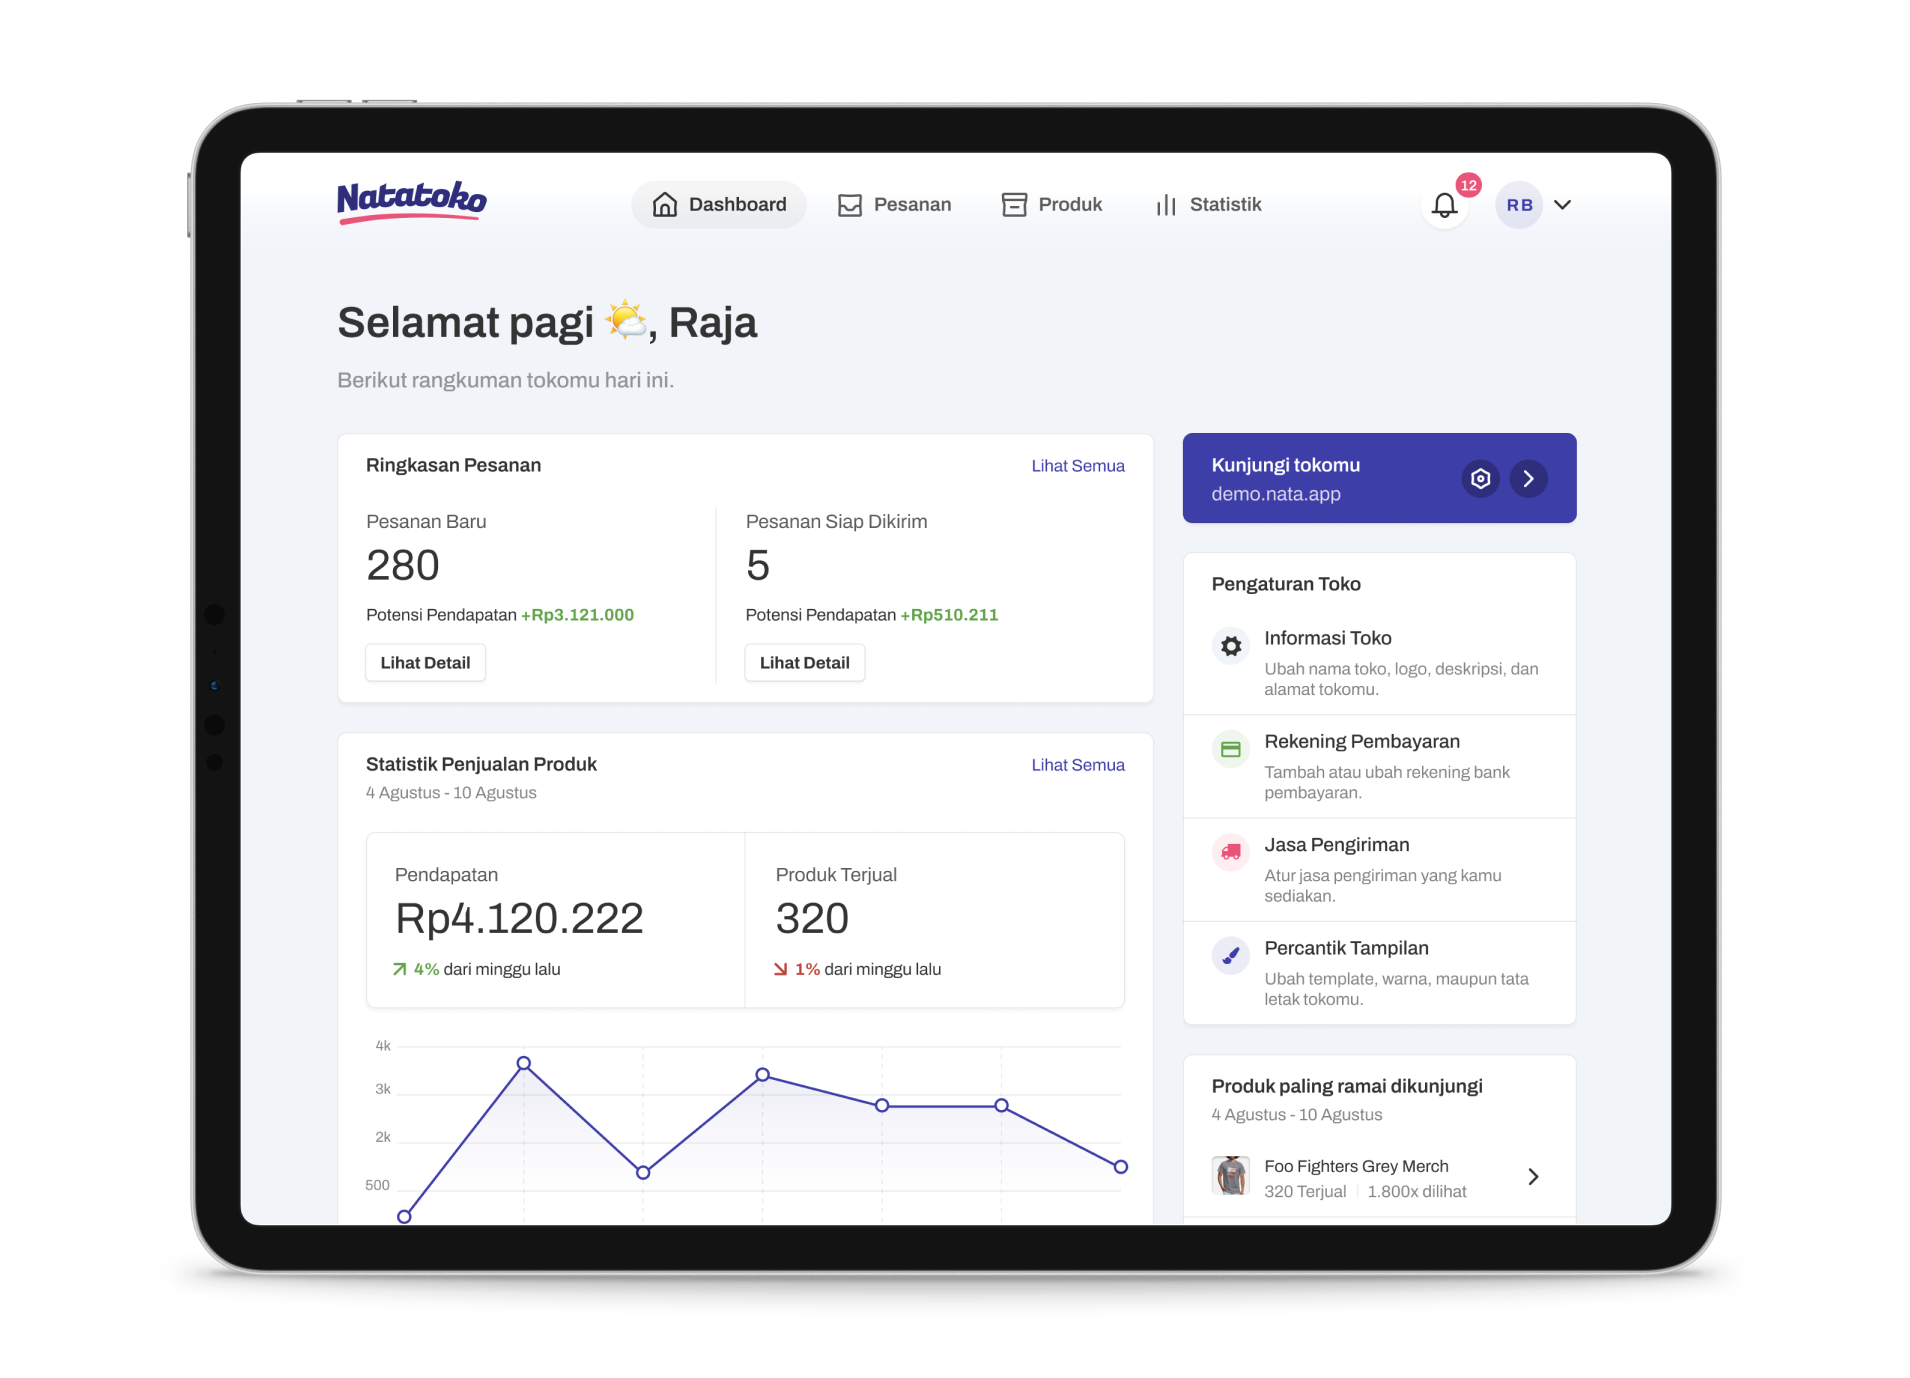 Natatoko
Dashboard
Pesanan
Produk
Statistik
12
RB
Selamat pagi 🌤️, Raja
Berikut rangkuman tokomu hari ini.
Ringkasan Pesanan
Lihat Semua
Pesanan Baru
280
Potensi Pendapatan +Rp3.121.000
Lihat Detail
Pesanan Siap Dikirim
5
Potensi Pendapatan +Rp510.211
Lihat Detail
Statistik Penjualan Produk
Lihat Semua
4 Agustus - 10 Agustus
Pendapatan
Rp4.120.222
4% dari minggu lalu
Produk Terjual
320
1% dari minggu lalu
4k
3k
2k
500
Kunjungi tokomu
demo.nata.app
Pengaturan Toko
Informasi Toko
Ubah nama toko, logo, deskripsi, dan
alamat tokomu.
Rekening Pembayaran
Tambah atau ubah rekening bank
pembayaran.
Jasa Pengiriman
Atur jasa pengiriman yang kamu
sediakan.
Percantik Tampilan
Ubah template, warna, maupun tata
letak tokomu.
Produk paling ramai dikunjungi
4 Agustus - 10 Agustus
Foo Fighters Grey Merch
320 Terjual | 1.800x dilihat